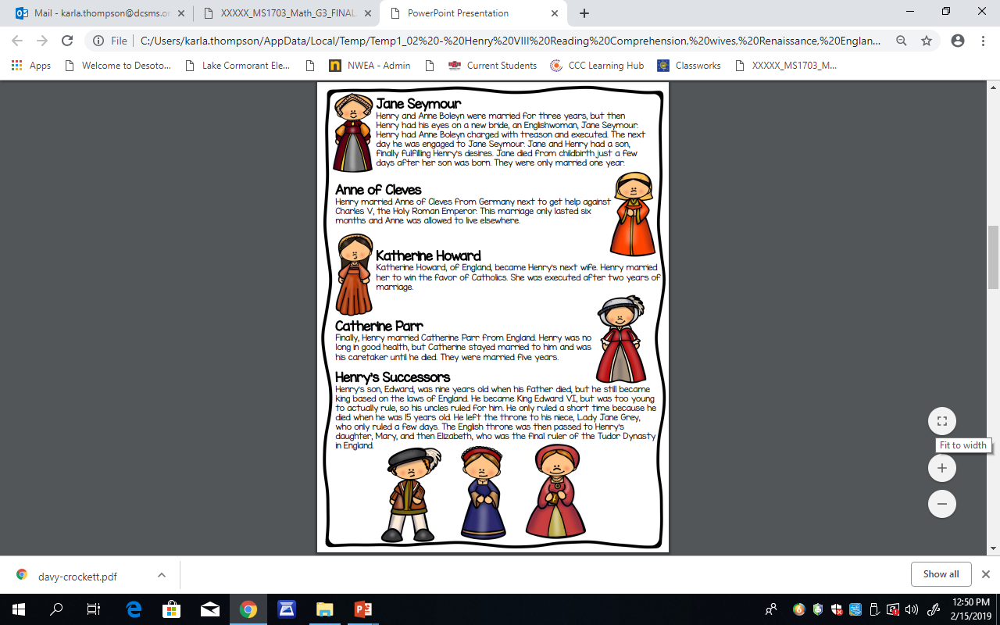 Mail - karla.thompson@dcsms.or
XXXXX_MS1703_Math_G3_FINAL
PowerPoint Presentation
File
C:/Users/karla.thompson/AppData/Local/Temp/Temp1_02%20-%20Henry%20VIII%20Reading%20Comprehension,%20wives,%20Renaissance,%20Englan...
Apps
Welcome to Desoto...
Lake Cormorant Ele...
NWEA - Admin
Current Students
CCC Learning Hub
Classworks
XXXXX_MS1703_M...
Jane Seymour
Henry and Anne Boleyn were married for three years, but then
Henry had his eyes on a new bride, an Englishwoman, Jane Seymour.
Henry had Anne Boleyn charged with treason and executed. The next
day he was engaged to Jane Seymour. Jane and Henry had a son,
finally fulfilling Henry's desires. Jane died from childbirth just a few
days after her son was born. They were only married one year.
Anne of Cleves
Henry married Anne of Cleves from Germany next to get help against
Charles V, the Holy Roman Emperor. This marriage only lasted six
months and Anne was allowed to live elsewhere.
Katherine Howard
Katherine Howard, of England, became Henry's next wife. Henry married
her to win the favor of Catholics. She was executed after two years of
marriage.
Catherine Parr
Finally, Henry married Catherine Parr from England. Henry was no
long in good health, but Catherine stayed married to him and was
his caretaker until he died. They were married five years.
Henry's Successors
Henry's son, Edward, was nine years old when his father died, but he still became
king based on the laws of England. He became King Edward VI, but was too young
to actually rule, so his uncles ruled for him. He only ruled a short time because he
died when he was 15 years old. He left the throne to his niece, Lady Jane Grey,
who only ruled a few days. The English throne was then passed to Henry's
daughter, Mary, and then Elizabeth, who was the final ruler of the Tudor Dynasty
in England.
Fit to width
davy-crockett.pdf
Show all
12:50 PM
2/15/2019